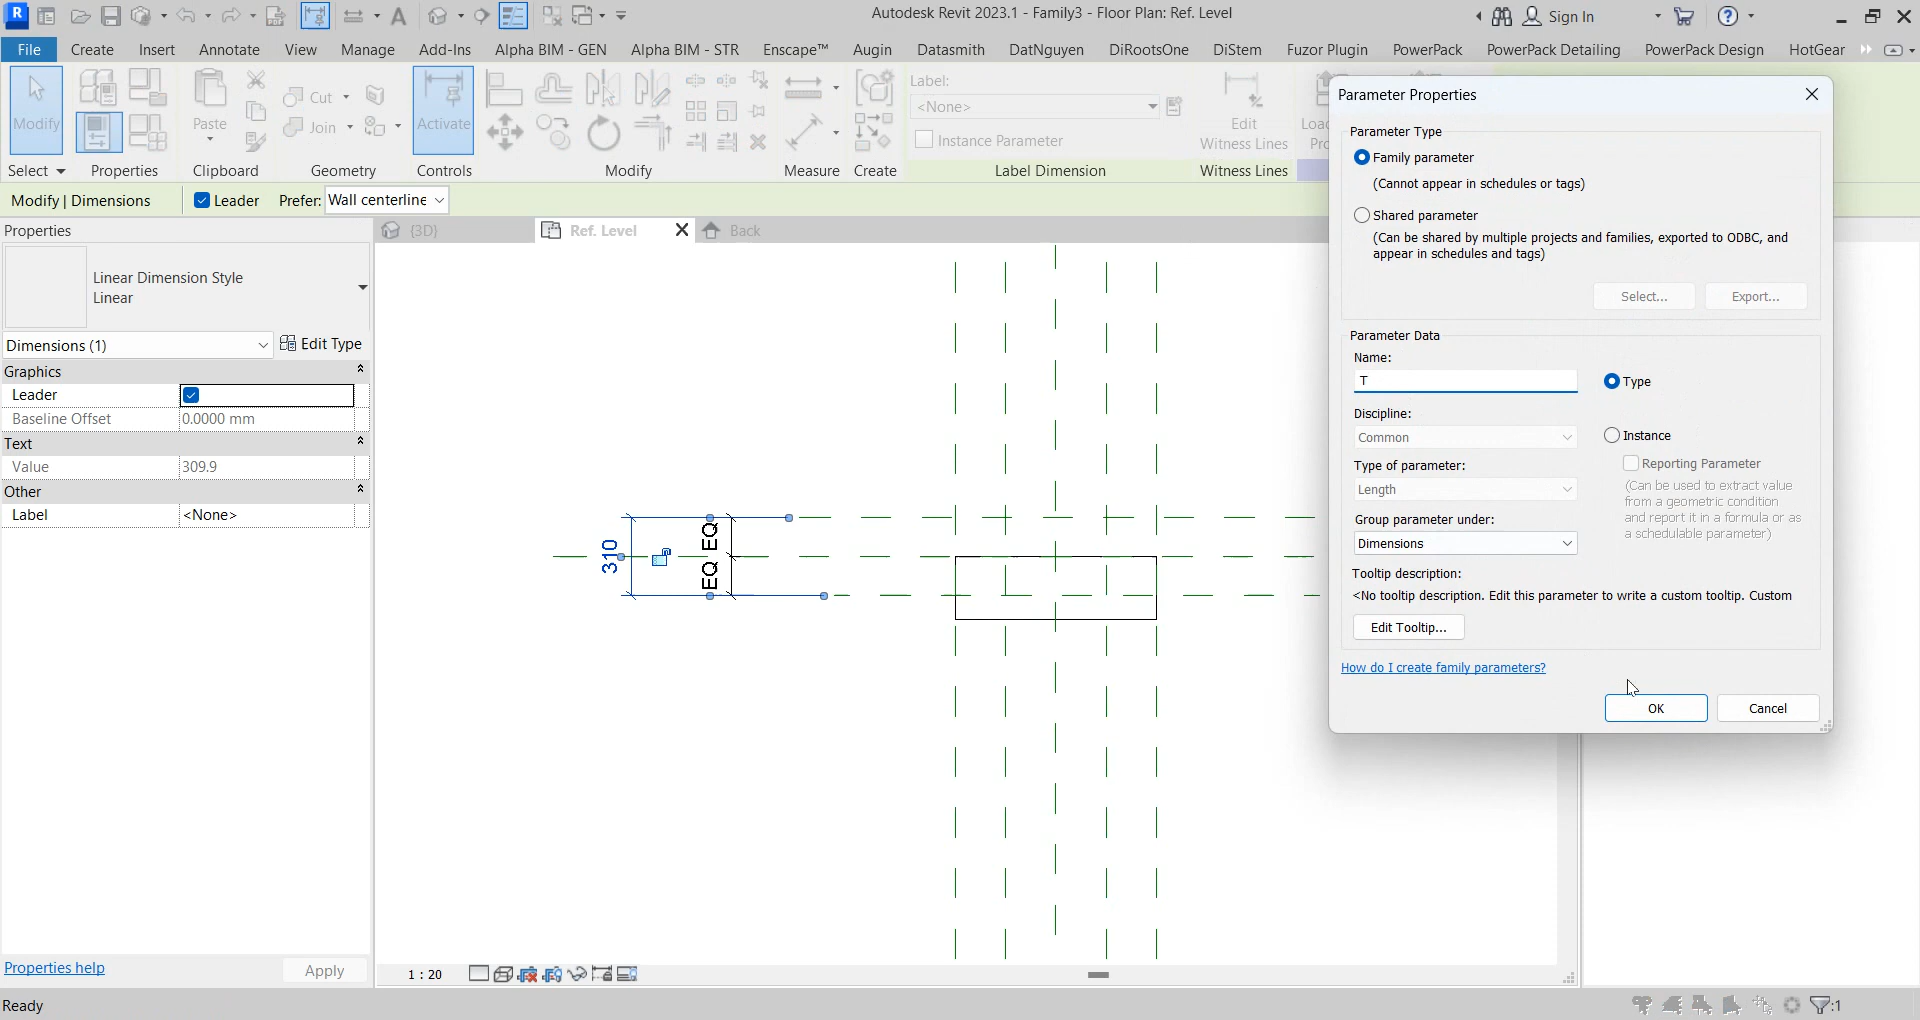 Autodesk Revit 2023.1 - Family3 - Floor Plan: Ref. Level
Sign In
File Create Insert Annotate View Manage Add-Ins Alpha BIM - GEN Alpha BIM - STR Enscape™ Augin Datasmith DatNguyen DiRootsOne DiStem Fuzor Plugin PowerPack PowerPack Detailing PowerPack Design HotGear
Modify
Paste
Cut
Join
Activate
Label:
<None>
Instance Parameter
Edit
Witness Lines
Select Properties Clipboard Geometry Controls Modify Measure Create Label Dimension Witness Lines
Modify | Dimensions
Leader Prefer: Wall centerline
Properties
{3D}
Ref. Level
Back
Linear Dimension Style
Linear
Dimensions (1)
Edit Type
Graphics
Leader
Baseline Offset 0.0000 mm
Text
Value 309.9
Other
Label <None>
Properties help
Apply
310
EQ EQ
1 : 20
Parameter Properties
Parameter Type
Family parameter
(Cannot appear in schedules or tags)
Shared parameter
(Can be shared by multiple projects and families, exported to ODBC, and
appear in schedules and tags)
Select...
Export...
Parameter Data
Name:
T
Type
Discipline:
Common
Instance
Type of parameter:
Reporting Parameter
Length
(Can be used to extract value
from a geometric condition
and report it in a formula or as
a schedulable parameter)
Group parameter under:
Dimensions
Tooltip description:
<No tooltip description. Edit this parameter to write a custom tooltip. Custom
Edit Tooltip...
How do I create family parameters?
OK
Cancel
Ready
:1